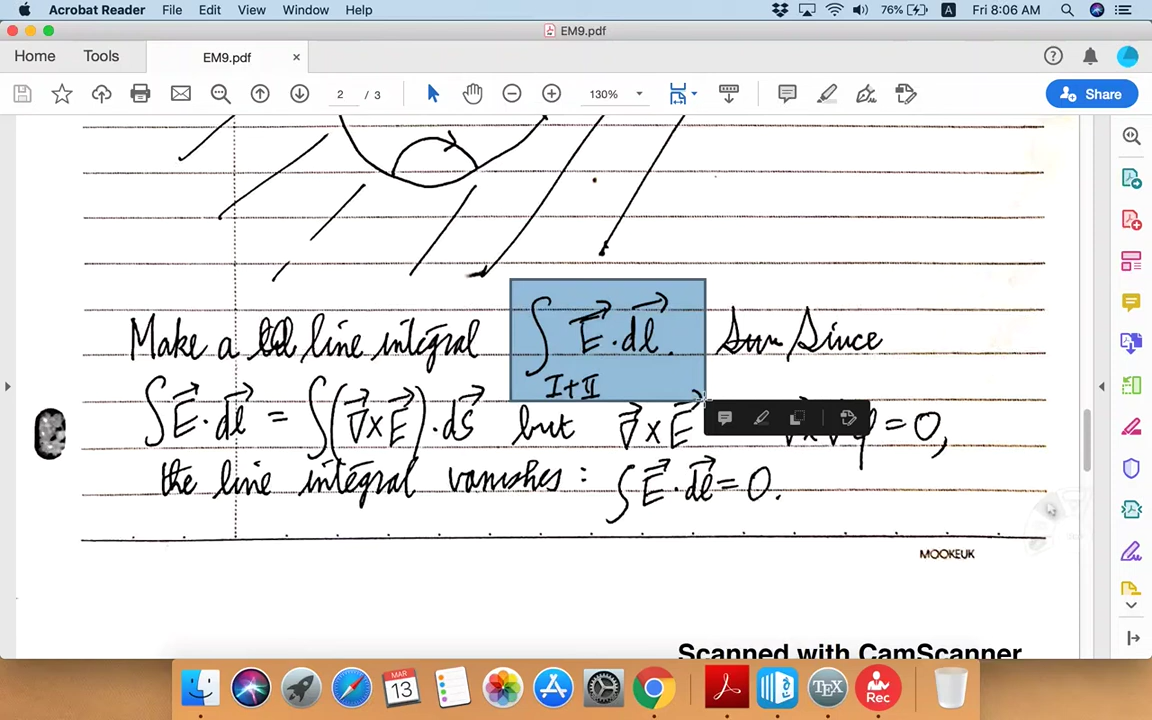 Acrobat Reader File Edit View Window Help 76% A Fri 8:06 AM
EM9.pdf
Home Tools EM9.pdf ×
2 / 3 130% Share
Make a line integral ∫ E⃗·dl⃗. Since
I+II
∫E⃗·dl⃗ = ∫(∇⃗×E⃗)·ds⃗ but ∇⃗×E⃗ = 0,
the line integral vanishes : ∫E⃗·dl⃗ = 0.
MOOKEUK
Scanned with CamScanner
MAR
13
TEX
Rec